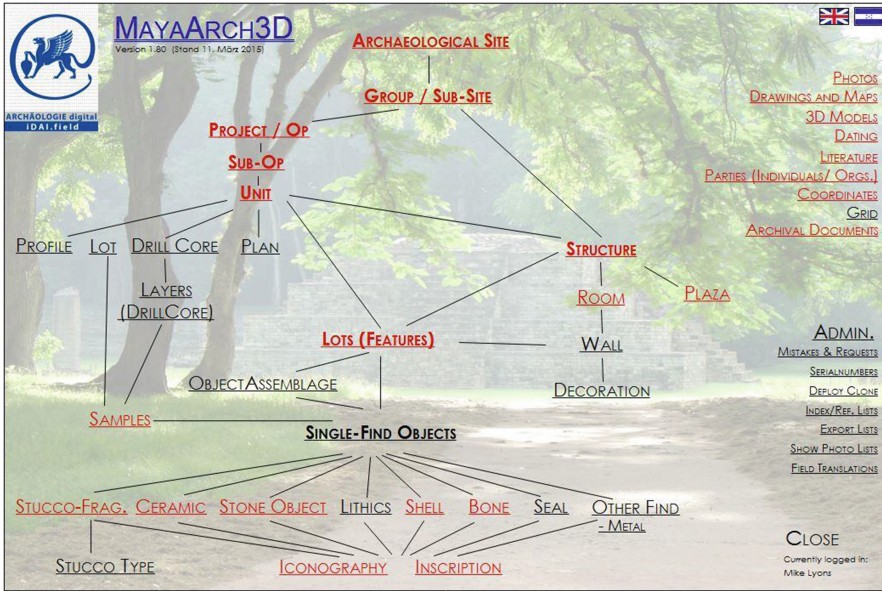 MayaArch3D
Version 1.80 (Stand 11. März 2015)
ARCHÄOLOGIE digital
iDAI.field
Archaeological Site
Group / Sub-Site
Project / Op
Sub-Op
Unit
Profile
Lot
Drill Core
Plan
Layers
(DrillCore)
Structure
Room
Plaza
Lots (Features)
Wall
ObjectAssemblage
Decoration
Samples
Single-Find Objects
Stucco-Frag.
Ceramic
Stone Object
Lithics
Shell
Bone
Seal
Other Find
- Metal
Stucco Type
Iconography
Inscription
Photos
Drawings and Maps
3D Models
Dating
Literature
Parties (Individuals/ Orgs.)
Coordinates
Grid
Archival Documents
Admin.
Mistakes & Requests
Serialnumbers
Deploy Clone
Index/Ref. Lists
Export Lists
Show Photo Lists
Field Translations
Close
Currently logged in:
Mike Lyons